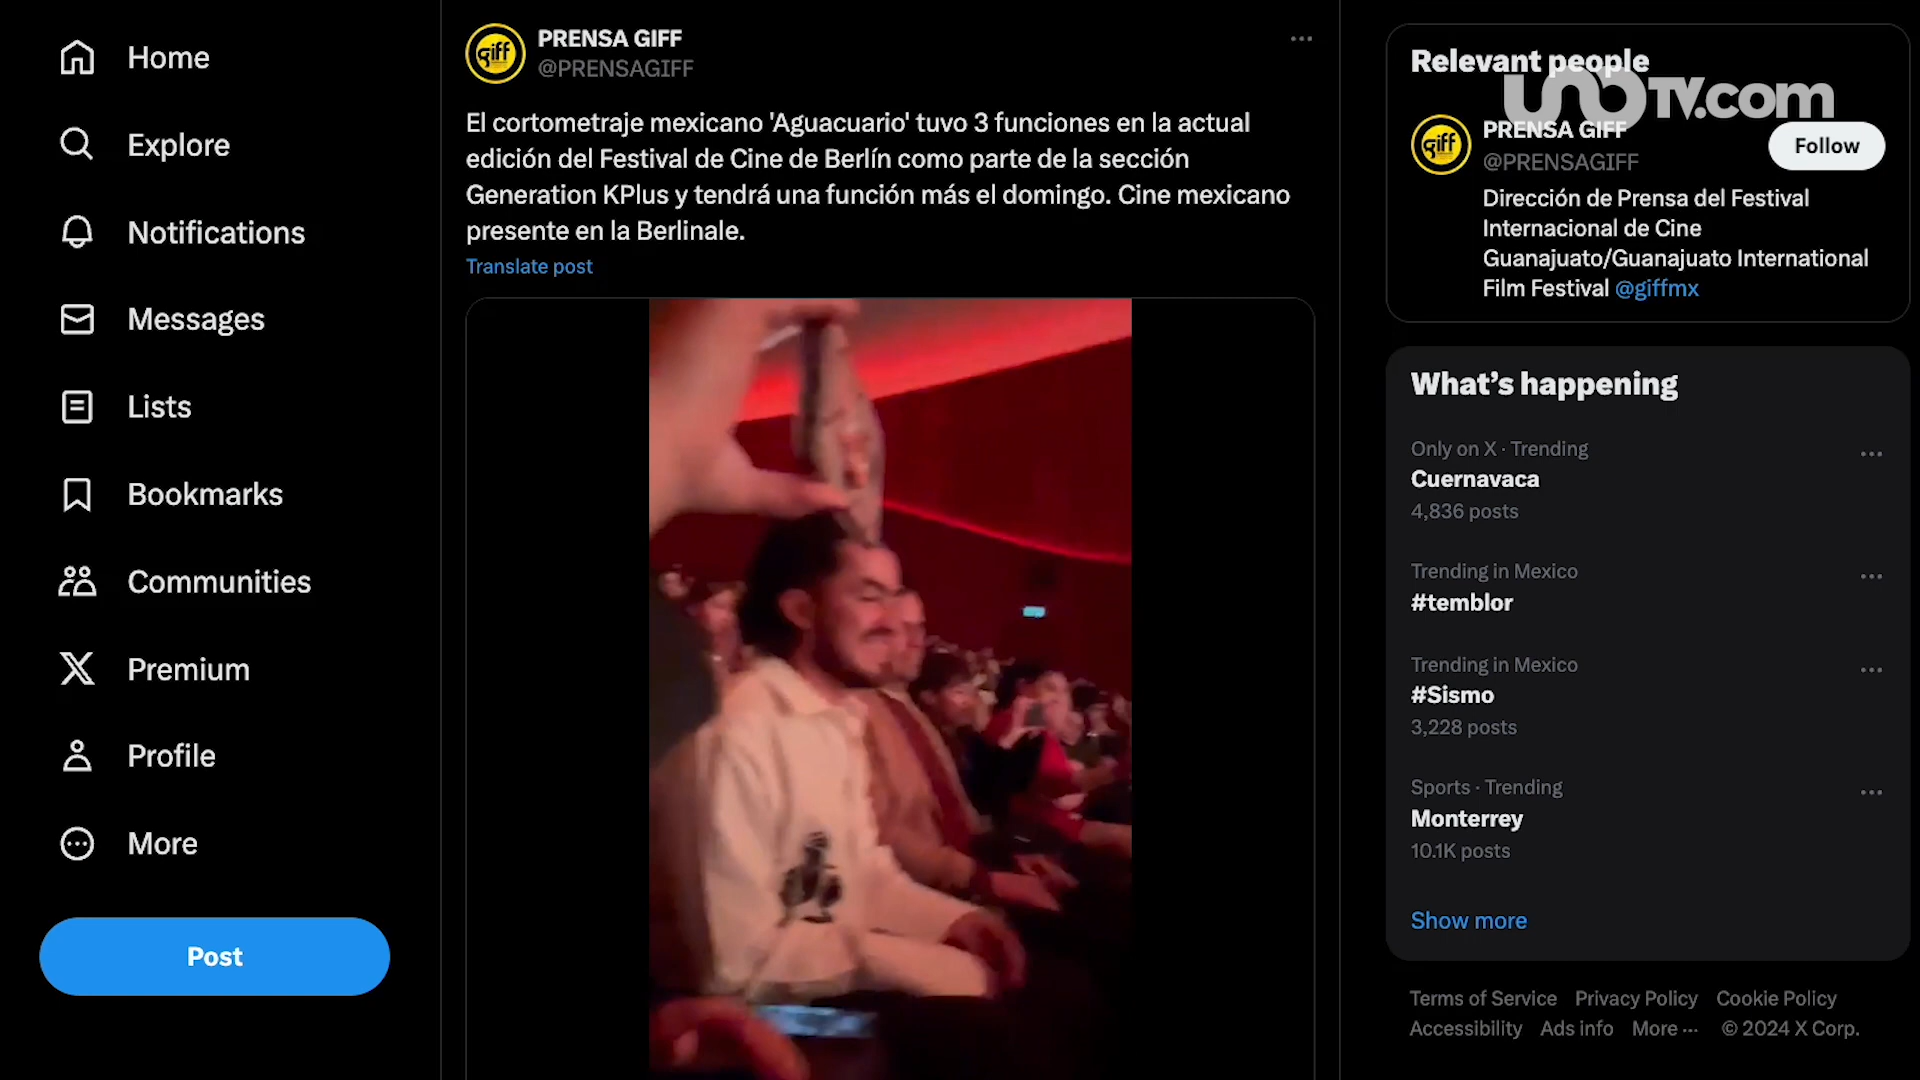 Home
Explore
Notifications
Messages
Lists
Bookmarks
Communities
Premium
Profile
More
Post
giff
PRENSA GIFF
@PRENSAGIFF
El cortometraje mexicano 'Aguacuario' tuvo 3 funciones en la actual
edición del Festival de Cine de Berlín como parte de la sección
Generation KPlus y tendrá una función más el domingo. Cine mexicano
presente en la Berlinale.
Translate post
Relevant people
unoTV.com
giff
PRENSA GIFF
@PRENSAGIFF
Follow
Dirección de Prensa del Festival
Internacional de Cine
Guanajuato/Guanajuato International
Film Festival @giffmx
What's happening
Only on X · Trending
Cuernavaca
4,836 posts
Trending in Mexico
#temblor
Trending in Mexico
#Sismo
3,228 posts
Sports · Trending
Monterrey
10.1K posts
Show more
Terms of Service Privacy Policy Cookie Policy
Accessibility Ads info More ··· © 2024 X Corp.